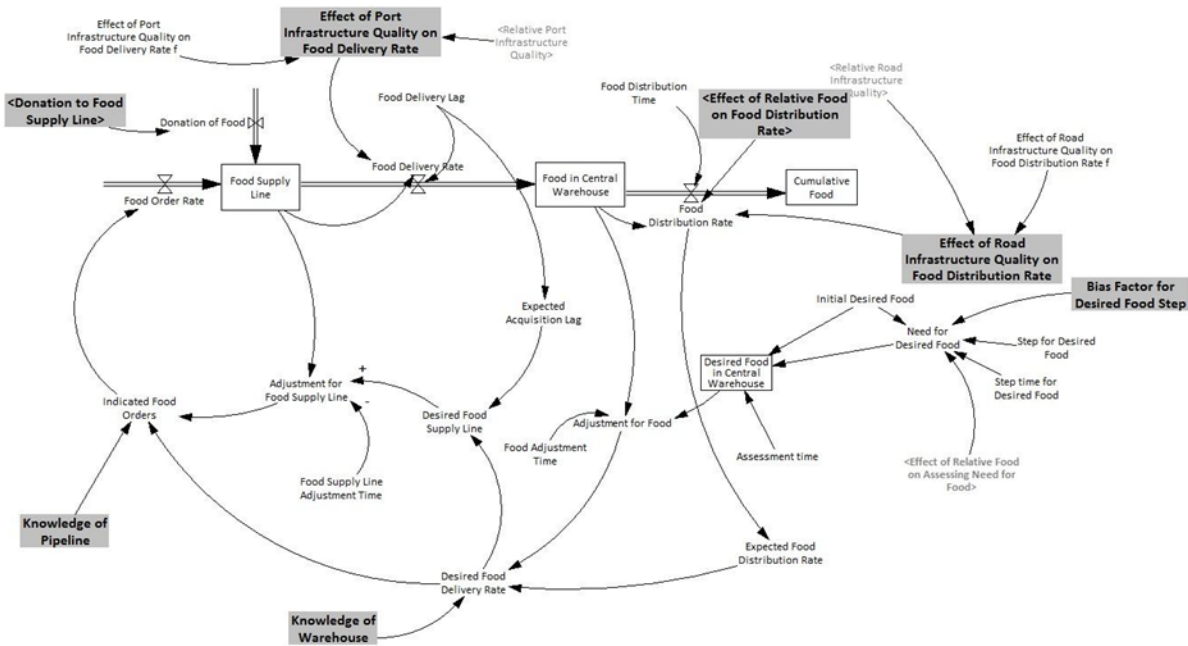 Effect of Port
Infrastructure Quality on
Food Delivery Rate f
Effect of Port
Infrastructure Quality on
Food Delivery Rate
<Relative Port
Inftrastructure
Quality>
<Relative Road
Inftrastructure
Quality>
<Donation to Food
Supply Line>
Donation of Food
Food Delivery Lag
Food Distribution
Time
<Effect of Relative Food
on Food Distribution
Rate>
Effect of Road
Infrastructure Quality on
Food Distribution Rate f
Food Delivery Rate
Food Supply
Line
Food Order Rate
Food in Central
Warehouse
Cumulative
Food
Food
Distribution Rate
Effect of Road
Infrastructure Quality on
Food Distribution Rate
Bias Factor for
Desired Food Step
Initial Desired Food
Expected
Acquisition Lag
Need for
Desired Food
Step for Desired
Food
Desired Food
in Central
Warehouse
Step time for
Desired Food
+
-
Adjustment for
Food Supply Line
Indicated Food
Orders
Desired Food
Supply Line
Adjustment for Food
Food Adjustment
Time
Assessment time
<Effect of Relative Food
on Assessing Need for
Food>
Food Supply Line
Adjustment Time
Knowledge of
Pipeline
Expected Food
Distribution Rate
Desired Food
Delivery Rate
Knowledge of
Warehouse